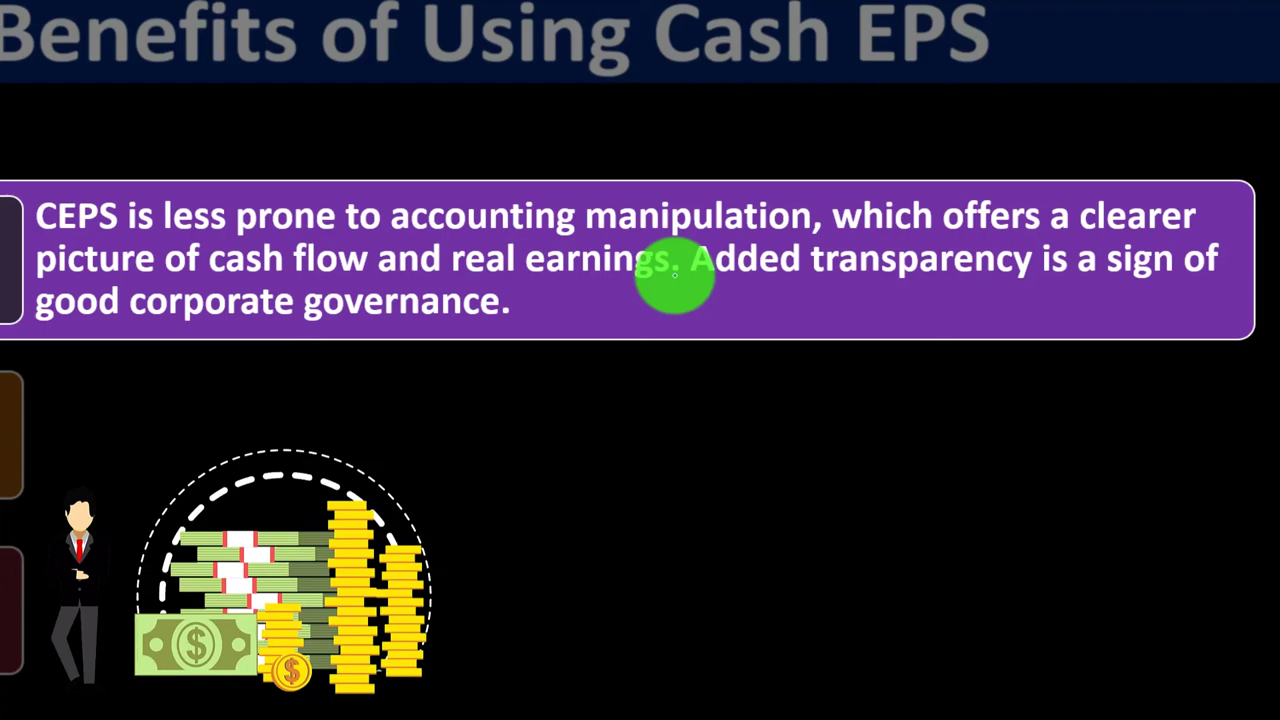 Benefits of Using Cash EPS
CEPS is less prone to accounting manipulation, which offers a clearer
picture of cash flow and real earnings. Added transparency is a sign of
good corporate governance.
$
$